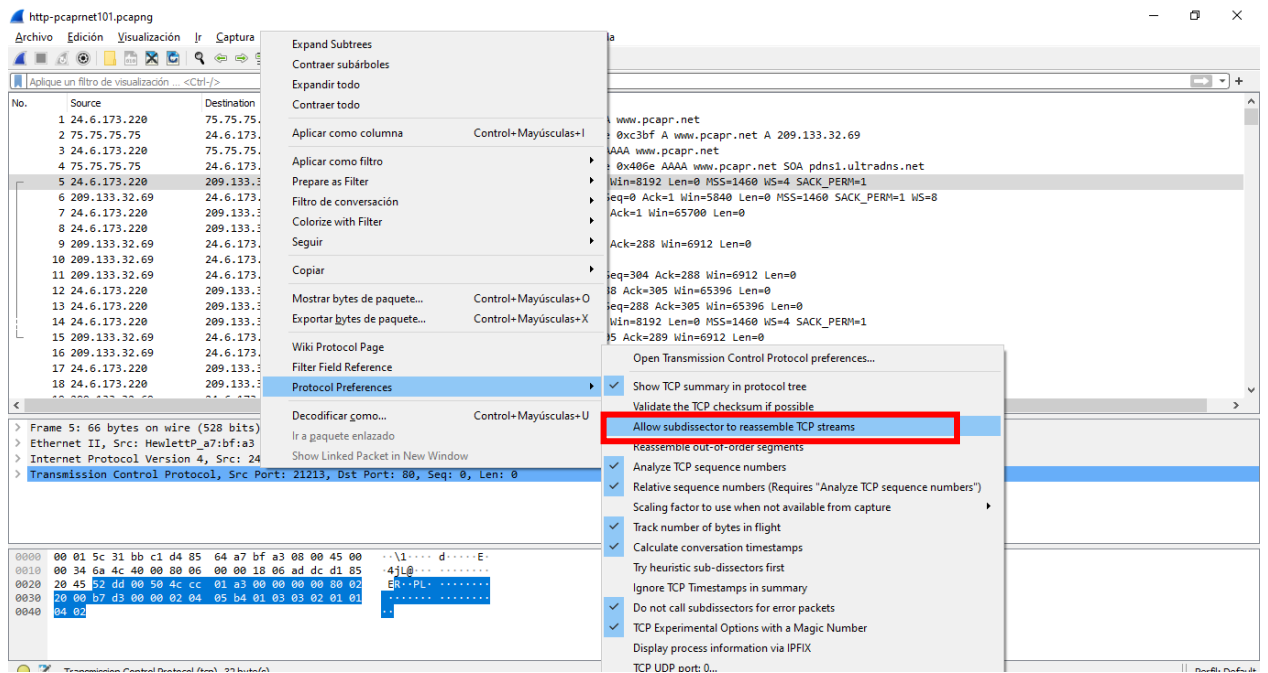 http-pcaprnet101.pcapng
Archivo Edición Visualización Ir Captura
Aplique un filtro de visualización ... <Ctrl-/>
No. Source Destination
1 24.6.173.220 75.75.75. A www.pcapr.net
2 75.75.75.75 24.6.173. 0xc3bf A www.pcapr.net A 209.133.32.69
3 24.6.173.220 75.75.75. AAAA www.pcapr.net
4 75.75.75.75 24.6.173. 0x406e AAAA www.pcapr.net SOA pdns1.ultradns.net
5 24.6.173.220 209.133.3 Win=8192 Len=0 MSS=1460 WS=4 SACK_PERM=1
6 209.133.32.69 24.6.173. Seq=0 Ack=1 Win=5840 Len=0 MSS=1460 SACK_PERM=1 WS=8
7 24.6.173.220 209.133.3 Ack=1 Win=65700 Len=0
8 24.6.173.220 209.133.3
9 209.133.32.69 24.6.173. Ack=288 Win=6912 Len=0
10 209.133.32.69 24.6.173.
11 209.133.32.69 24.6.173. Seq=304 Ack=288 Win=6912 Len=0
12 24.6.173.220 209.133.3 Ack=305 Win=65396 Len=0
13 24.6.173.220 209.133.3 Seq=288 Ack=305 Win=65396 Len=0
14 24.6.173.220 209.133.3 Win=8192 Len=0 MSS=1460 WS=4 SACK_PERM=1
15 209.133.32.69 24.6.173. Ack=289 Win=6912 Len=0
16 209.133.32.69 24.6.173.
17 24.6.173.220 209.133.3
18 24.6.173.220 209.133.3
Expand Subtrees
Contraer subárboles
Expandir todo
Contraer todo
Aplicar como columna Control+Mayúsculas+I
Aplicar como filtro
Prepare as Filter
Filtro de conversación
Colorize with Filter
Seguir
Copiar
Mostrar bytes de paquete... Control+Mayúsculas+O
Exportar bytes de paquete... Control+Mayúsculas+X
Wiki Protocol Page
Filter Field Reference
Protocol Preferences
Decodificar como... Control+Mayúsculas+U
Ir a paquete enlazado
Show Linked Packet in New Window
Open Transmission Control Protocol preferences...
Show TCP summary in protocol tree
Validate the TCP checksum if possible
Allow subdissector to reassemble TCP streams
Reassemble out-of-order segments
Analyze TCP sequence numbers
Relative sequence numbers (Requires "Analyze TCP sequence numbers")
Scaling factor to use when not available from capture
Track number of bytes in flight
Calculate conversation timestamps
Try heuristic sub-dissectors first
Ignore TCP Timestamps in summary
Do not call subdissectors for error packets
TCP Experimental Options with a Magic Number
Display process information via IPFIX
TCP UDP port: 0...
Frame 5: 66 bytes on wire (528 bits)
Ethernet II, Src: HewlettP_a7:bf:a3
Internet Protocol Version 4, Src: 24
Transmission Control Protocol, Src Port: 21213, Dst Port: 80, Seq: 0, Len: 0
0000 00 01 5c 31 bb c1 d4 85 64 a7 bf a3 08 00 45 00 ··\1···· d·····E·
0010 00 34 6a 4c 40 00 80 06 00 00 18 06 ad dc d1 85 ·4jL@··· ········
0020 20 45 52 dd 00 50 4c cc 01 a3 00 00 00 00 80 02 ER··PL· ········
0030 20 00 b7 d3 00 00 02 04 05 b4 01 03 03 02 01 01 ······· ········
0040 04 02 ··
Transmission Control Protocol (tcp), 32 byte(s)
Perfil: Default